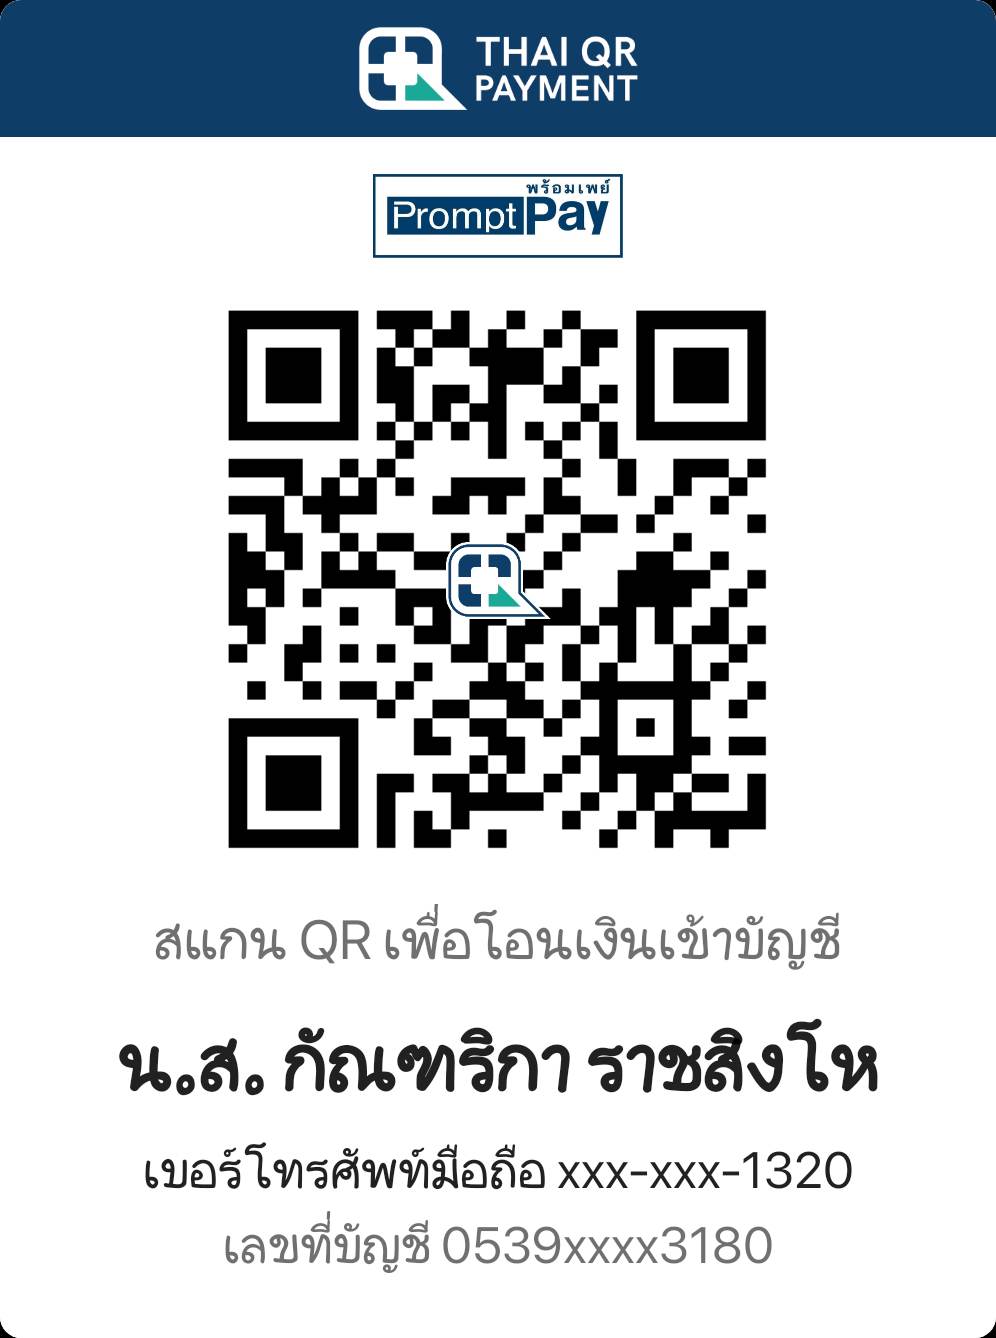 THAI QR
PAYMENT
พร้อมเพย์
PromptPay
สแกน QR เพื่อโอนเงินเข้าบัญชี
น.ส. กัณฑริกา ราชสิงโห
เบอร์โทรศัพท์มือถือ xxx-xxx-1320
เลขที่บัญชี 0539xxxx3180